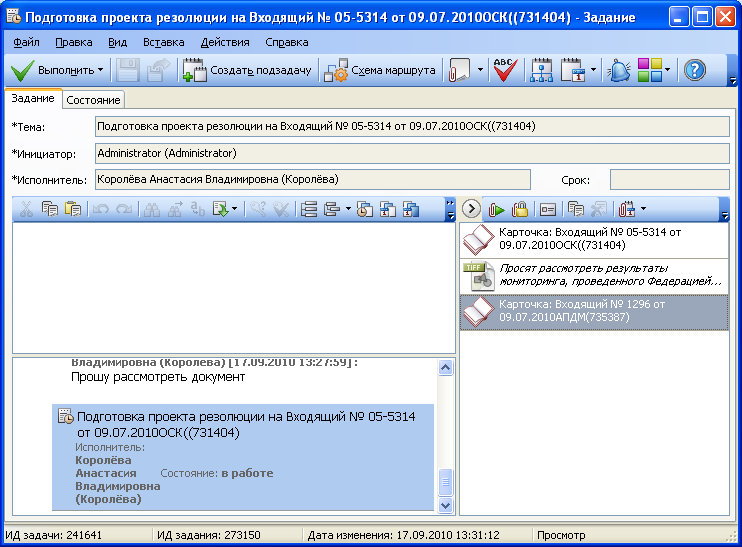 Подготовка проекта резолюции на Входящий № 05-5314 от 09.07.2010ОСК((731404) - Задание
Файл Правка Вид Вставка Действия Справка
Выполнить Создать подзадачу Схема маршрута ABC
Задание Состояние
*Тема: Подготовка проекта резолюции на Входящий № 05-5314 от 09.07.2010ОСК((731404)
*Инициатор: Administrator (Administrator)
*Исполнитель: Королёва Анастасия Владимировна (Королёва) Срок:
Карточка: Входящий № 05-5314 от
09.07.2010ОСК((731404)
TIFF
Просят рассмотреть результаты
мониторинга, проведенного Федерацией...
Карточка: Входящий № 1296 от
09.07.2010АПДМ(735387)
Владимировна (Королёва) [17.09.2010 13:27:59] :
Прошу рассмотреть документ
Подготовка проекта резолюции на Входящий № 05-5314
от 09.07.2010ОСК((731404)
Исполнитель:
Королёва
Анастасия Состояние: в работе
Владимировна
(Королёва)
ИД задачи: 241641 ИД задания: 273150 Дата изменения: 17.09.2010 13:31:12 Просмотр